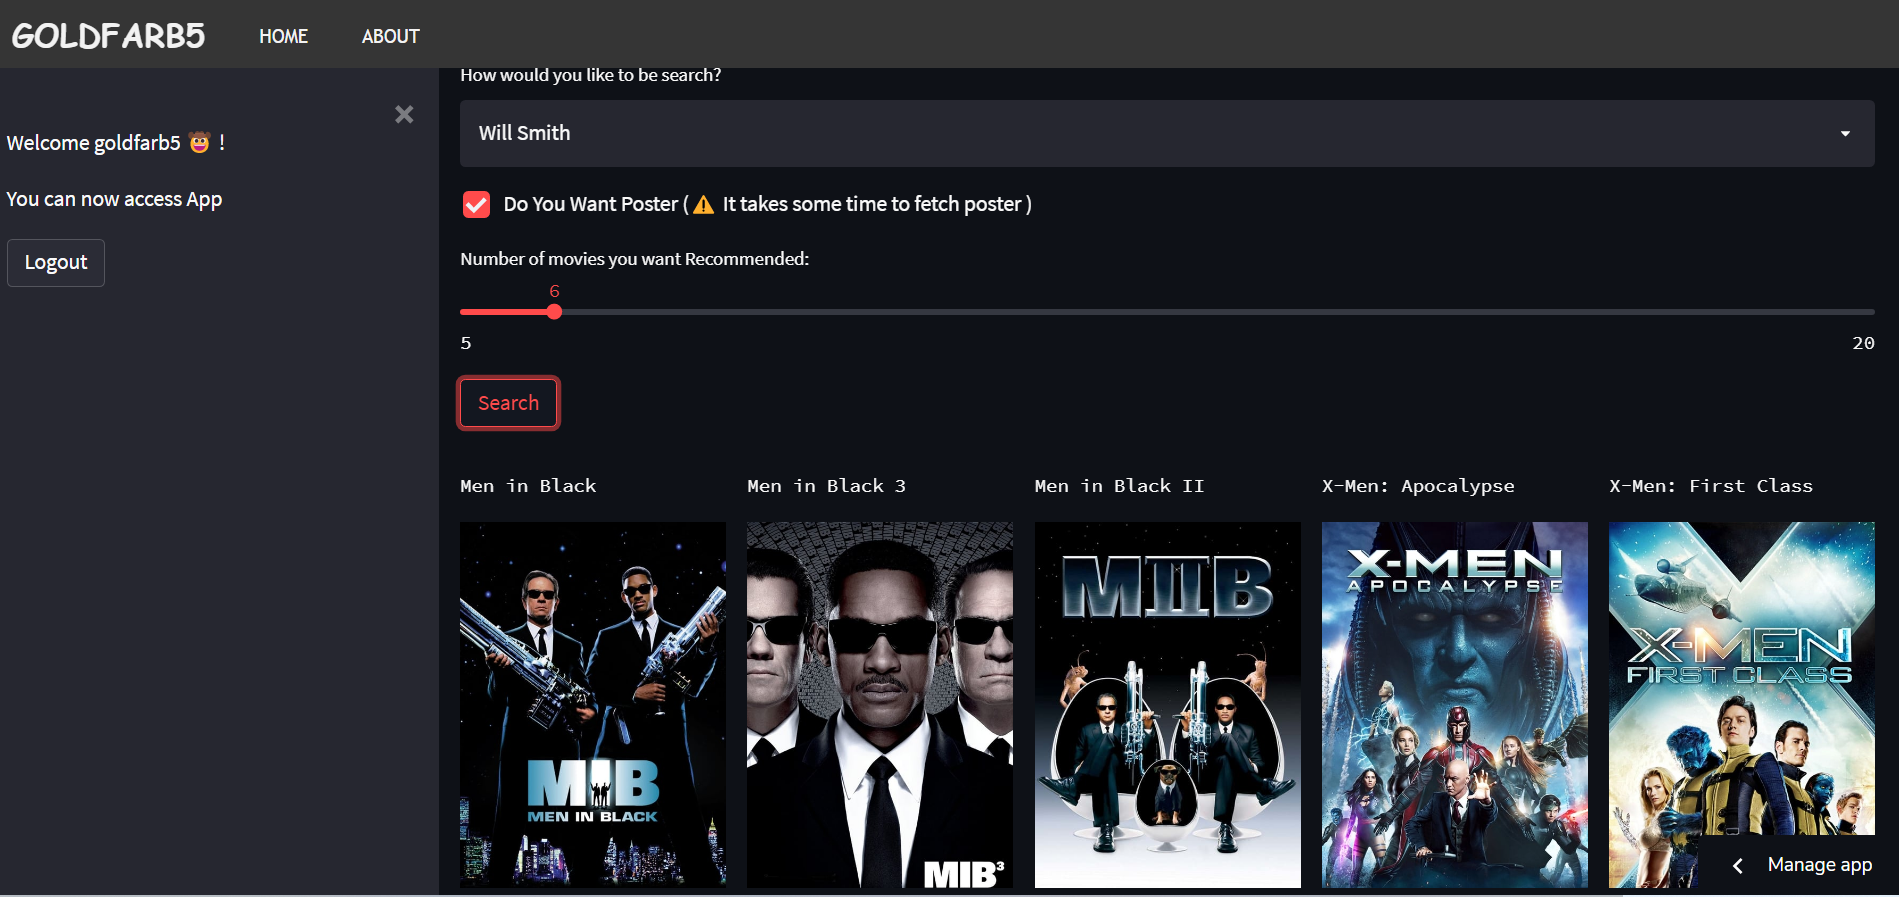 GOLDFARB5 HOME ABOUT
Welcome goldfarb5 🤠 !
You can now access App
Logout
How would you like to be search?
Will Smith
Do You Want Poster (⚠️ It takes some time to fetch poster )
Number of movies you want Recommended:
6
5 20
Search
Men in Black
Men in Black 3
Men in Black II
X-Men: Apocalypse
X-Men: First Class
MIB
MEN IN BLACK
MIB³
MIIB
X-MEN
APOCALYPSE
X-MEN
FIRST CLASS
Manage app